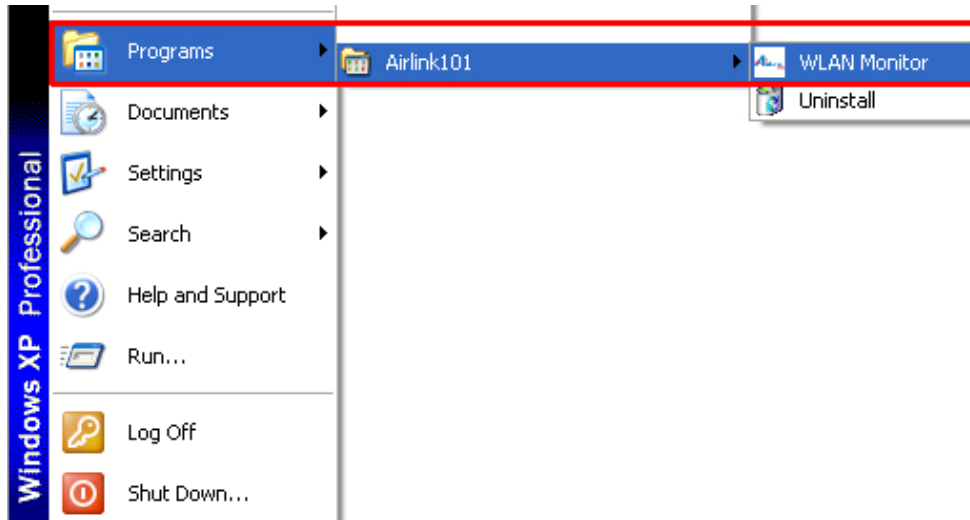 Programs
Airlink101
WLAN Monitor
Uninstall
Documents
Settings
Search
Help and Support
Run...
Log Off
Shut Down...
Windows XP Professional